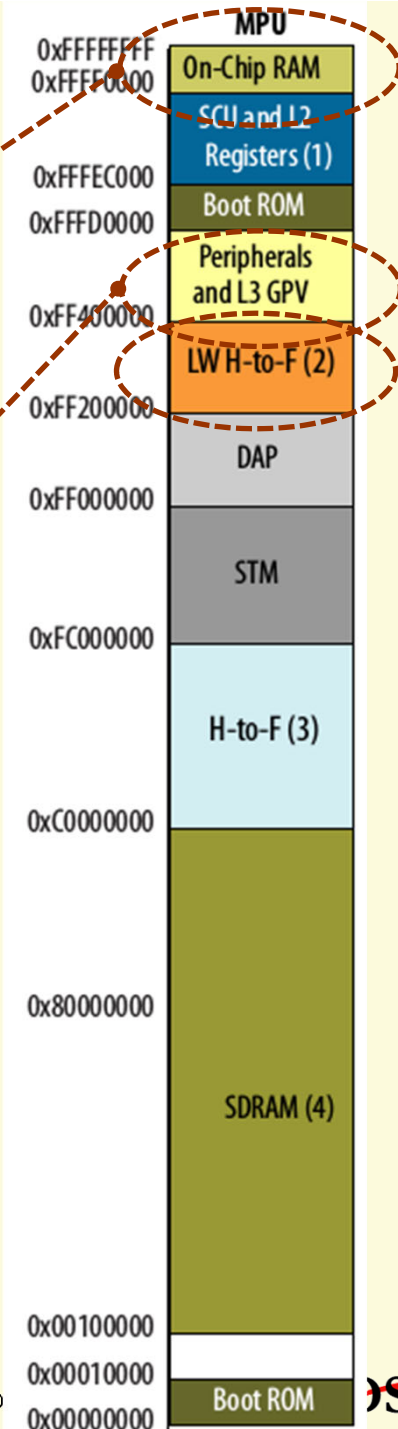 MPU
0xFFFFFFFF
On-Chip RAM
0xFFFF0000
SCU and L2
Registers (1)
0xFFFEC000
Boot ROM
0xFFFD0000
Peripherals
and L3 GPV
0xFF400000
LW H-to-F (2)
0xFF200000
DAP
0xFF000000
STM
0xFC000000
H-to-F (3)
0xC0000000
0x80000000
SDRAM (4)
0x00100000
0x00010000
Boot ROM
0x00000000